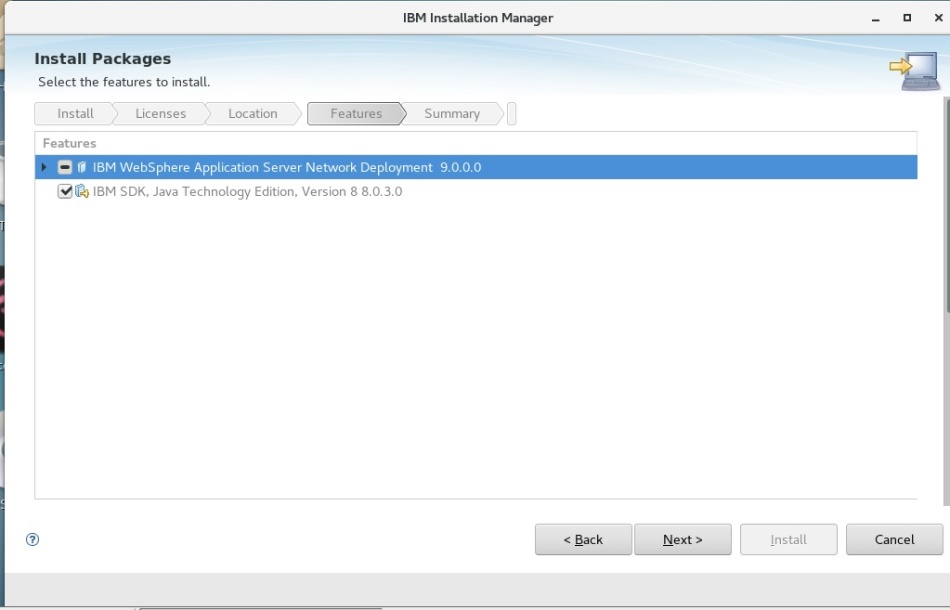 IBM Installation Manager
Install Packages
Select the features to install.
Install Licenses Location Features Summary
Features
IBM WebSphere Application Server Network Deployment 9.0.0.0
IBM SDK, Java Technology Edition, Version 8 8.0.3.0
< Back Next > Install Cancel